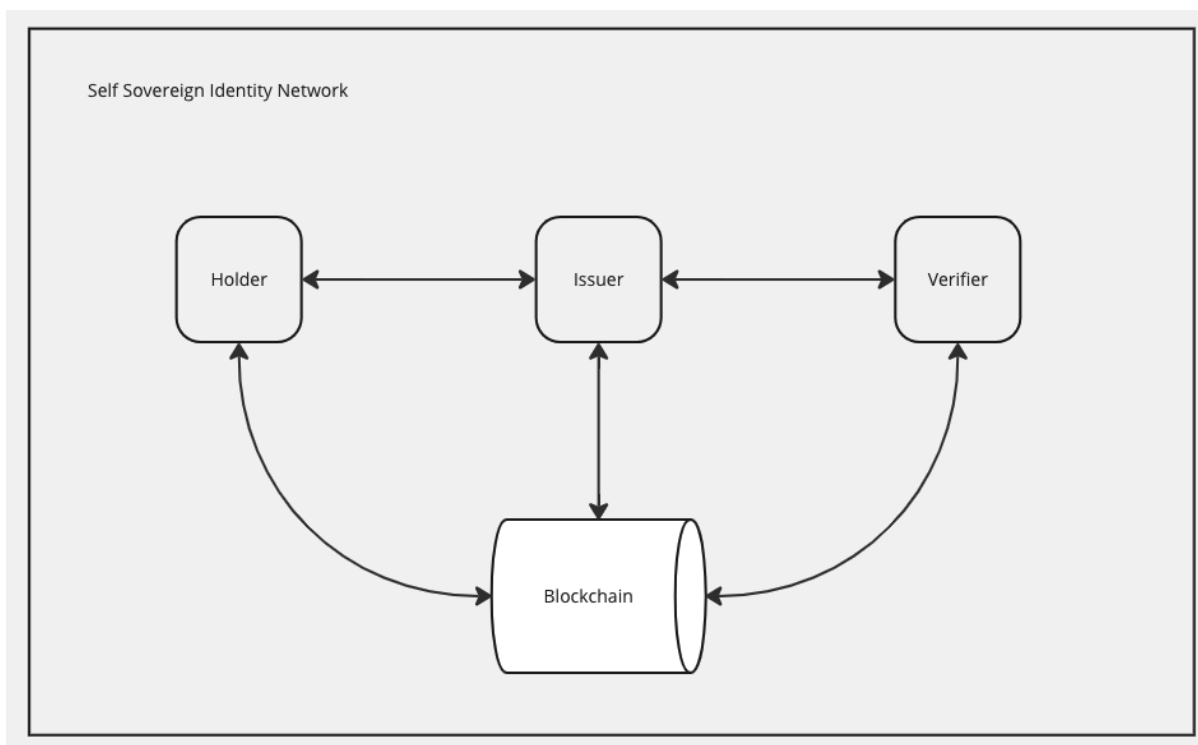 Self Sovereign Identity Network
Holder
Issuer
Verifier
Blockchain